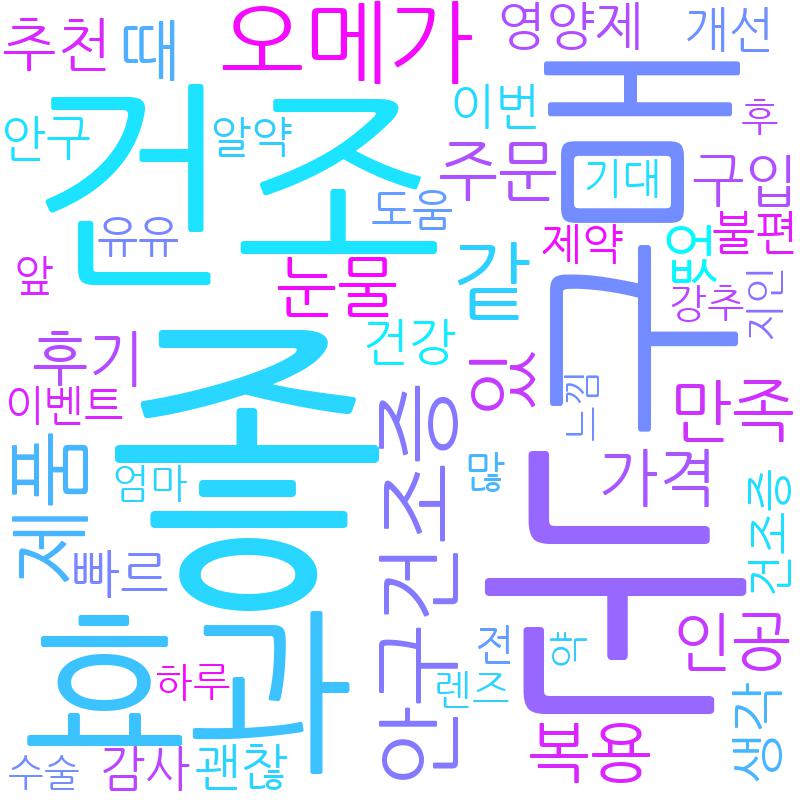 추천
때
오메가
영양제
개선
안구
건조
알약
이번
구매
후
주문
기대
구입
유유
도움
제약
없
불편
앞
눈물
같
강추
지인
후기
좋
건강
있
느낌
이벤트
만족
제품
엄마
안구건조증
많
가격
건조증
빠르
눈
효과
하루
전
약
인공
렌즈
수술
감사
괜찮
복용
생각